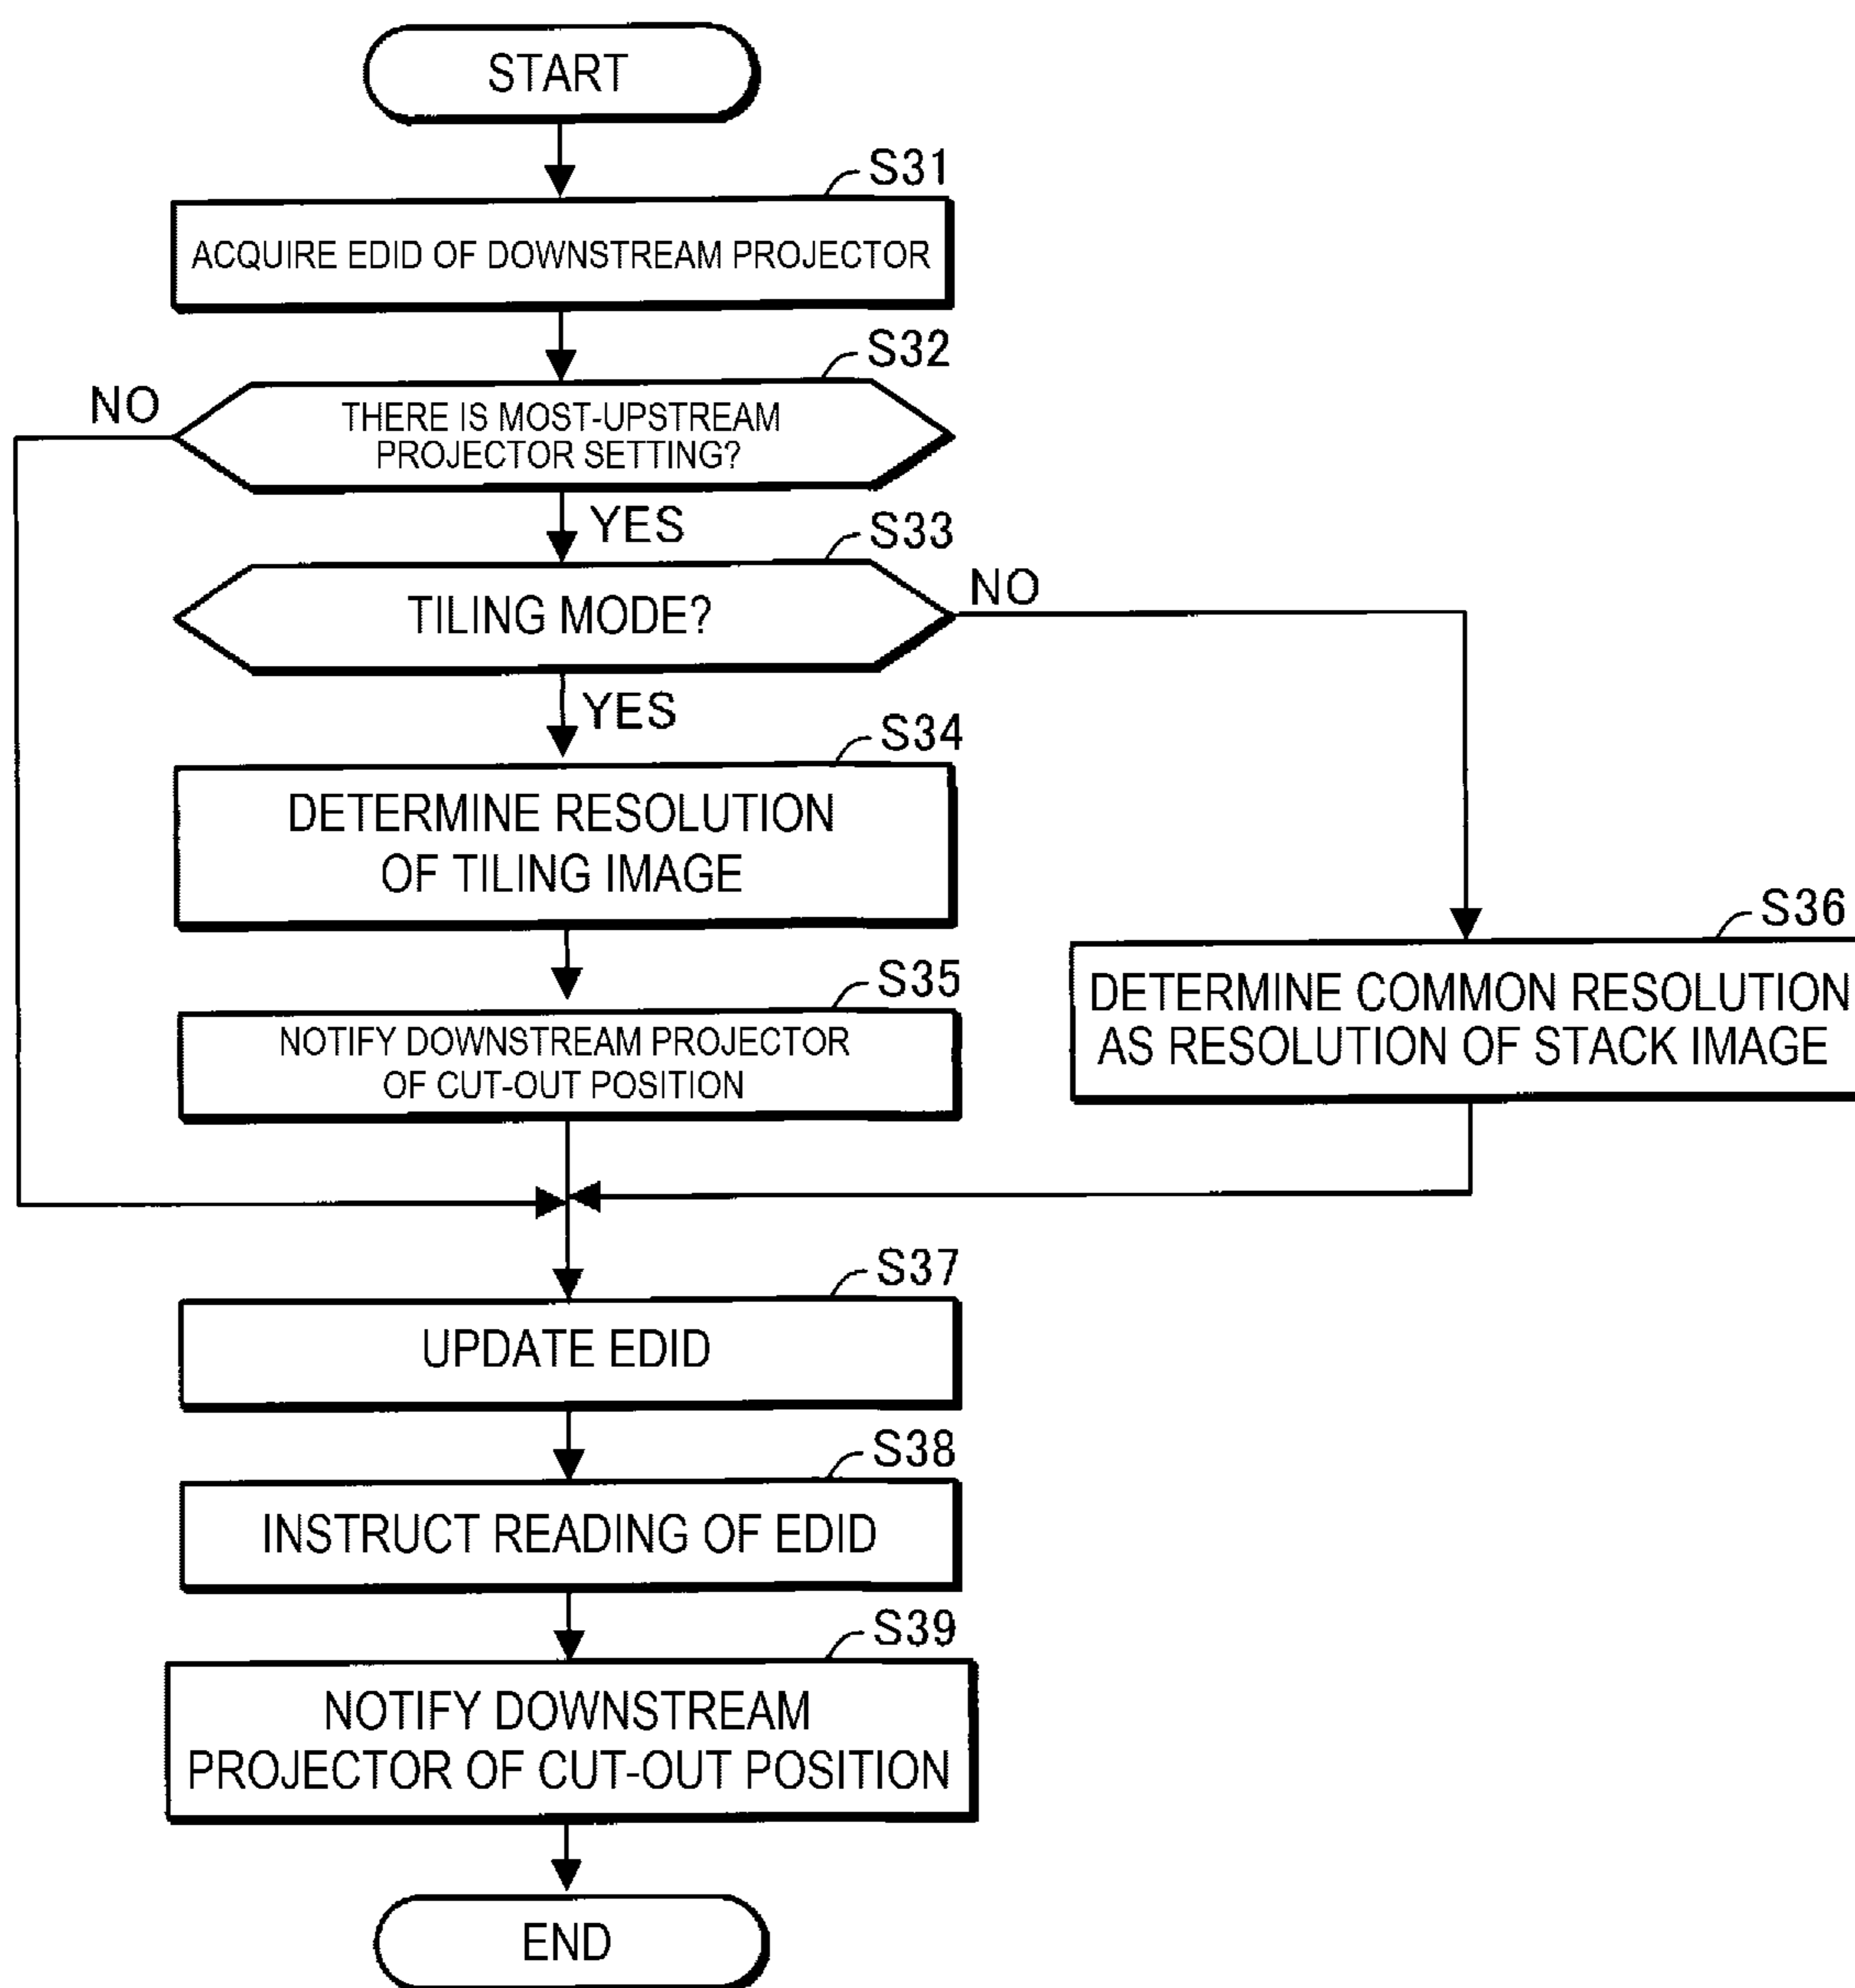 START
S31
ACQUIRE EDID OF DOWNSTREAM PROJECTOR
S32
NO
THERE IS MOST-UPSTREAM
PROJECTOR SETTING?
YES
S33
NO
TILING MODE?
YES
S34
DETERMINE RESOLUTION
OF TILING IMAGE
S36
DETERMINE COMMON RESOLUTION
AS RESOLUTION OF STACK IMAGE
S35
NOTIFY DOWNSTREAM PROJECTOR
OF CUT-OUT POSITION
S37
UPDATE EDID
S38
INSTRUCT READING OF EDID
S39
NOTIFY DOWNSTREAM
PROJECTOR OF CUT-OUT POSITION
END